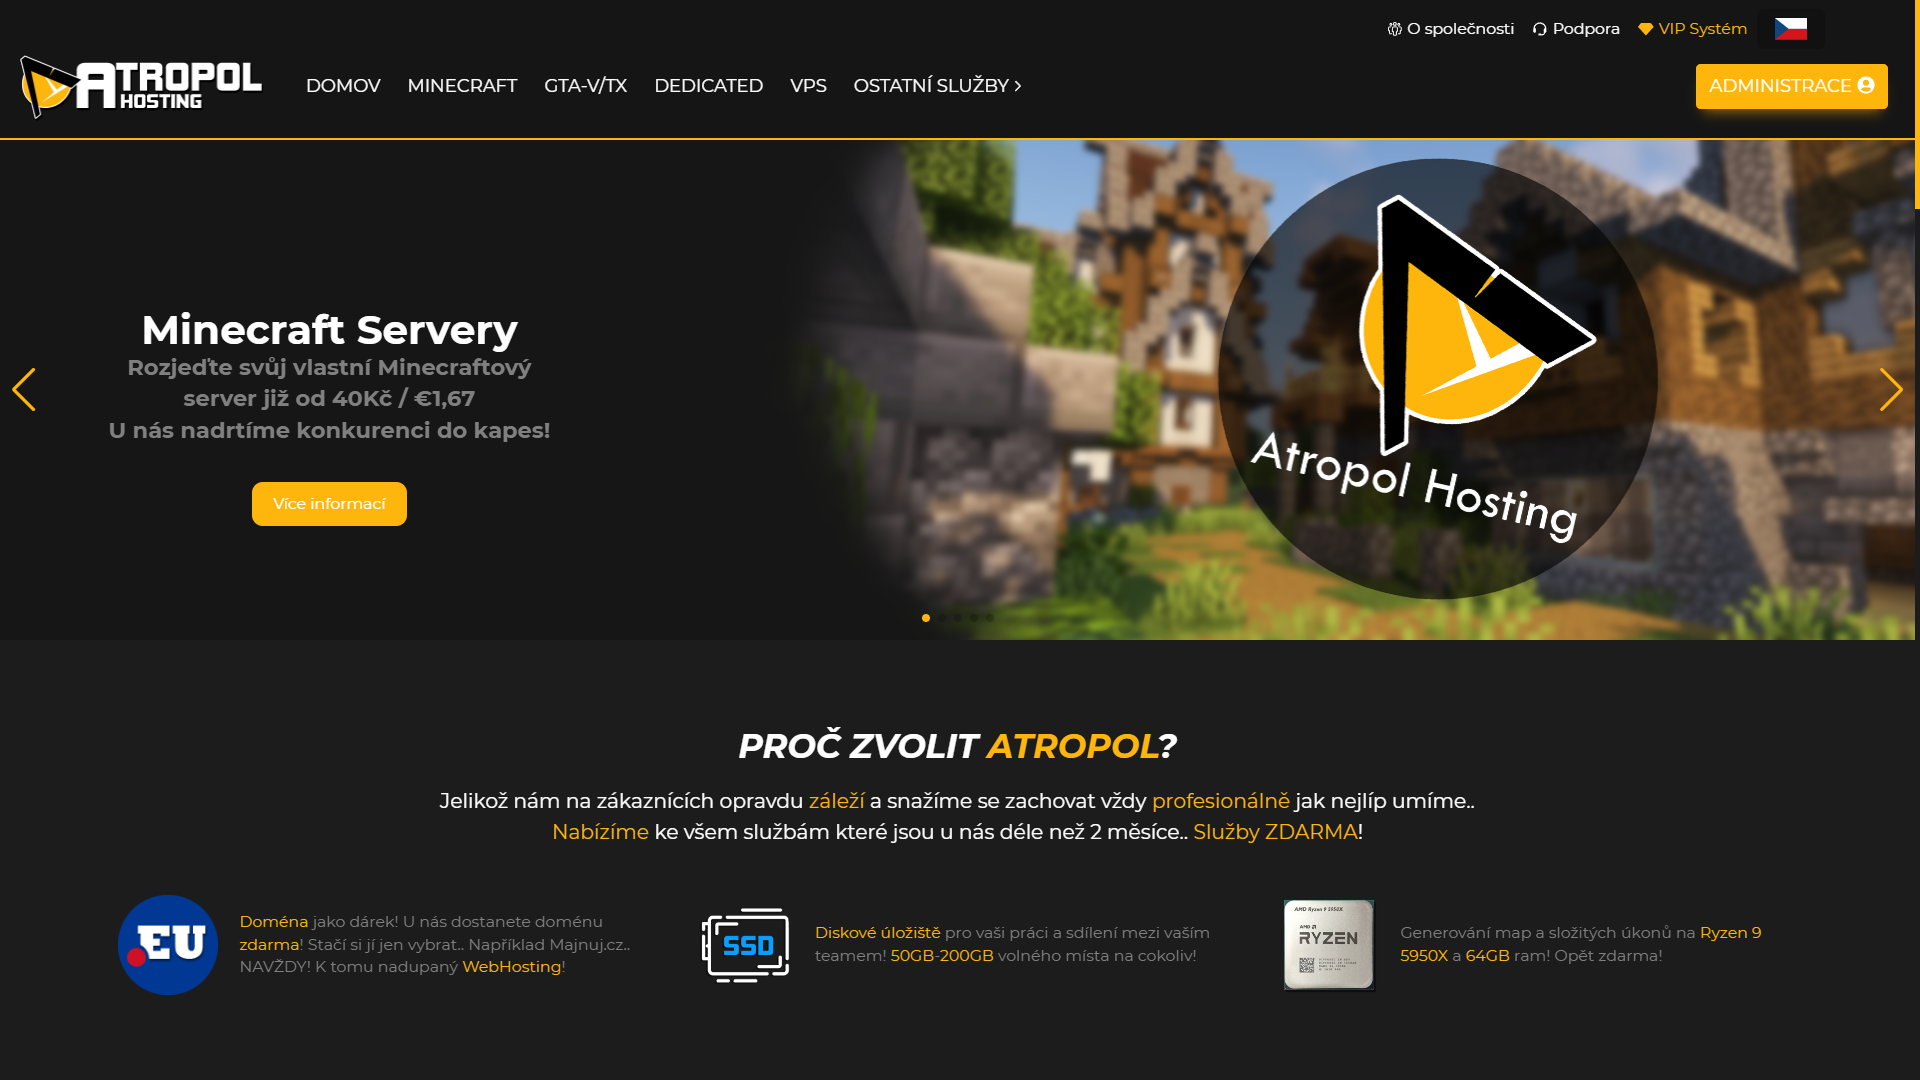 O společnosti
Podpora
VIP Systém
ATROPOL
HOSTING
DOMOV
MINECRAFT
GTA-V/TX
DEDICATED
VPS
OSTATNÍ SLUŽBY
ADMINISTRACE
Minecraft Servery
Rozjeďte svůj vlastní Minecraftový
server již od 40Kč / €1,67
U nás nadrtíme konkurenci do kapes!
Více informací
Atropol Hosting
PROČ ZVOLIT ATROPOL?
Jelikož nám na zákaznících opravdu záleží a snažíme se zachovat vždy profesionálně jak nejlíp umíme..
Nabízíme ke všem službám které jsou u nás déle než 2 měsíce.. Služby ZDARMA!
.EU
Doména jako dárek! U nás dostanete doménu
zdarma! Stačí si jí jen vybrat.. Například Majnuj.cz..
NAVŽDY! K tomu nadupaný WebHosting!
SSD
Diskové úložiště pro vaši práci a sdílení mezi vaším
teamem! 50GB-200GB volného místa na cokoliv!
AMD Ryzen 9 5950X
AMD
RYZEN
Generování map a složitých úkonů na Ryzen 9
5950X a 64GB ram! Opět zdarma!